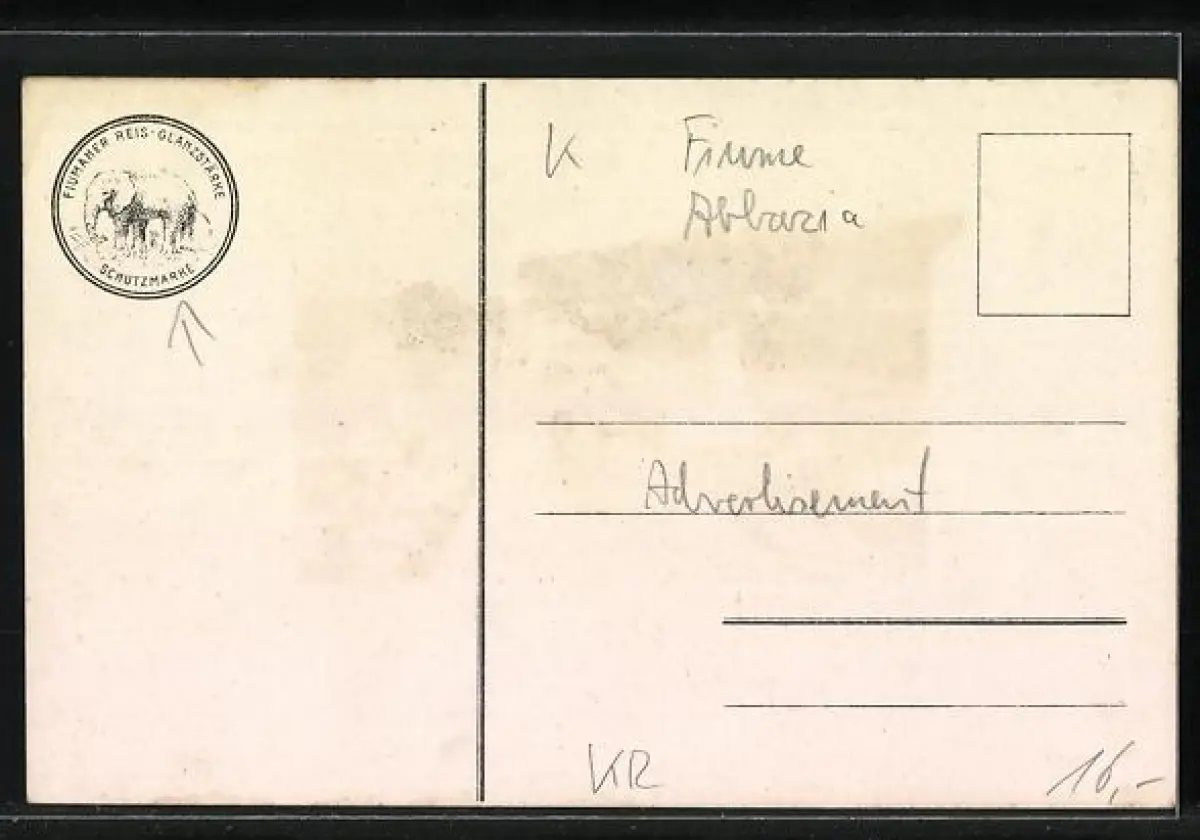 FIUMANER REIS-GLANZSTÄRKE
SCHUTZMARKE
K Fiume
Abbazia
Advertisement
KR
16,-